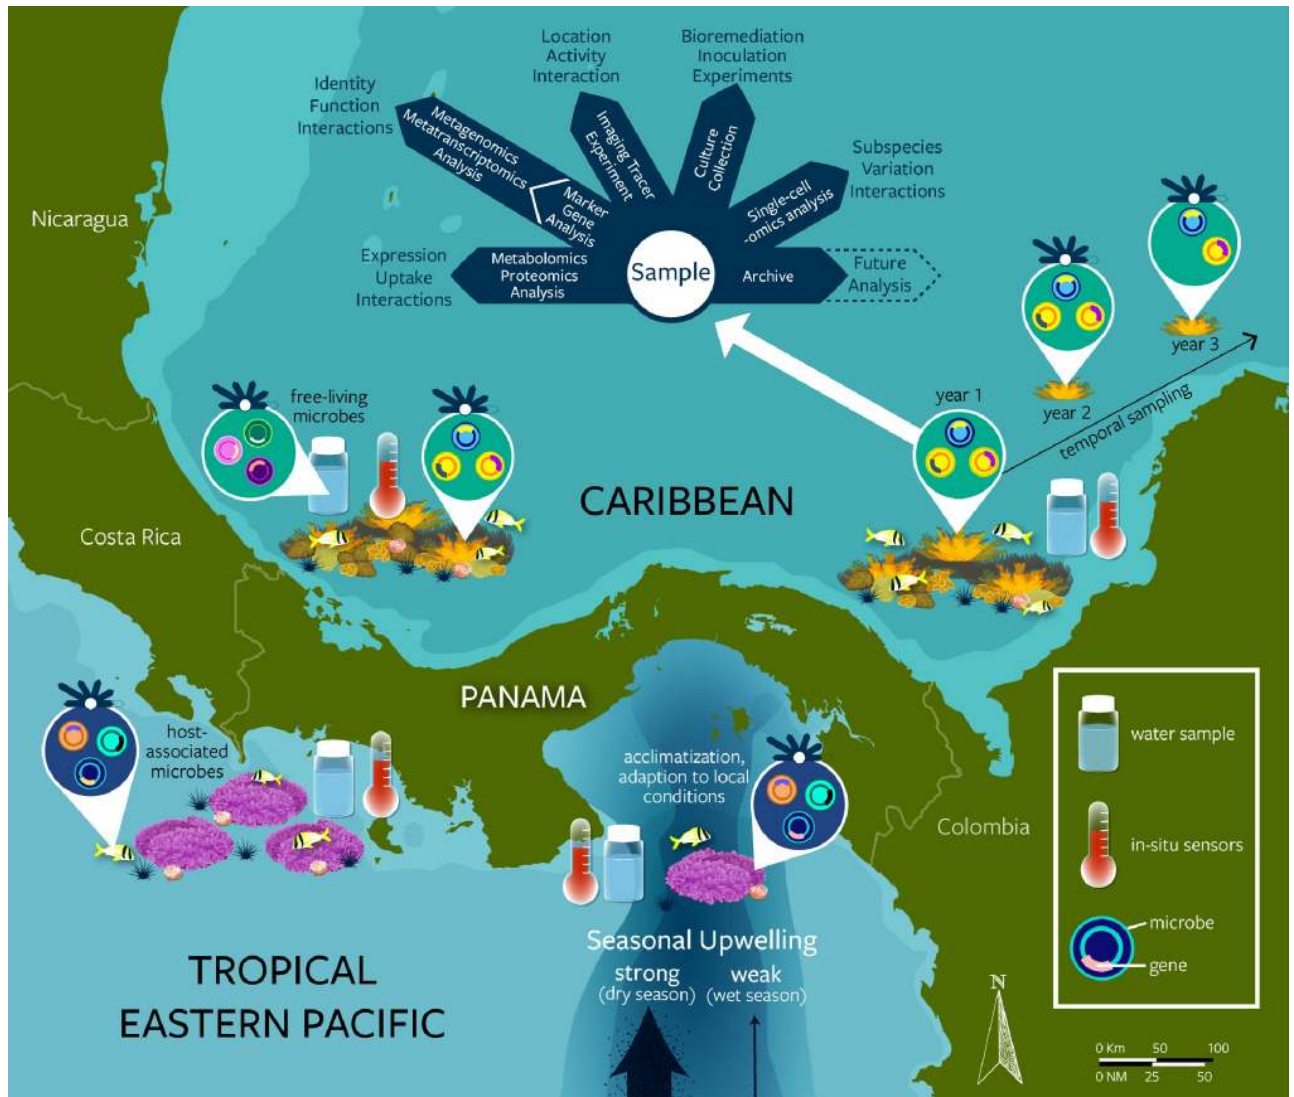 Location
Activity
Interaction
Bioremediation
Inoculation
Experiments
Identity
Function
Interactions
Metagenomics
Metatranscriptomics
Analysis
Imaging Tracer
Experiment
Culture
Collection
Subspecies
Variation
Interactions
Marker
Gene
Analysis
Single-cell
-omics analysis
Expression
Uptake
Interactions
Metabolomics
Proteomics
Analysis
Sample
Archive
Future
Analysis
Nicaragua
year 3
year 2
year 1
temporal sampling
free-living
microbes
CARIBBEAN
Costa Rica
PANAMA
host-
associated
microbes
acclimatization,
adaption to local
conditions
Colombia
water sample
in-situ sensors
microbe
gene
Seasonal Upwelling
strong
(dry season)
weak
(wet season)
TROPICAL
EASTERN PACIFIC
N
0 Km 50 100
0 NM 25 50